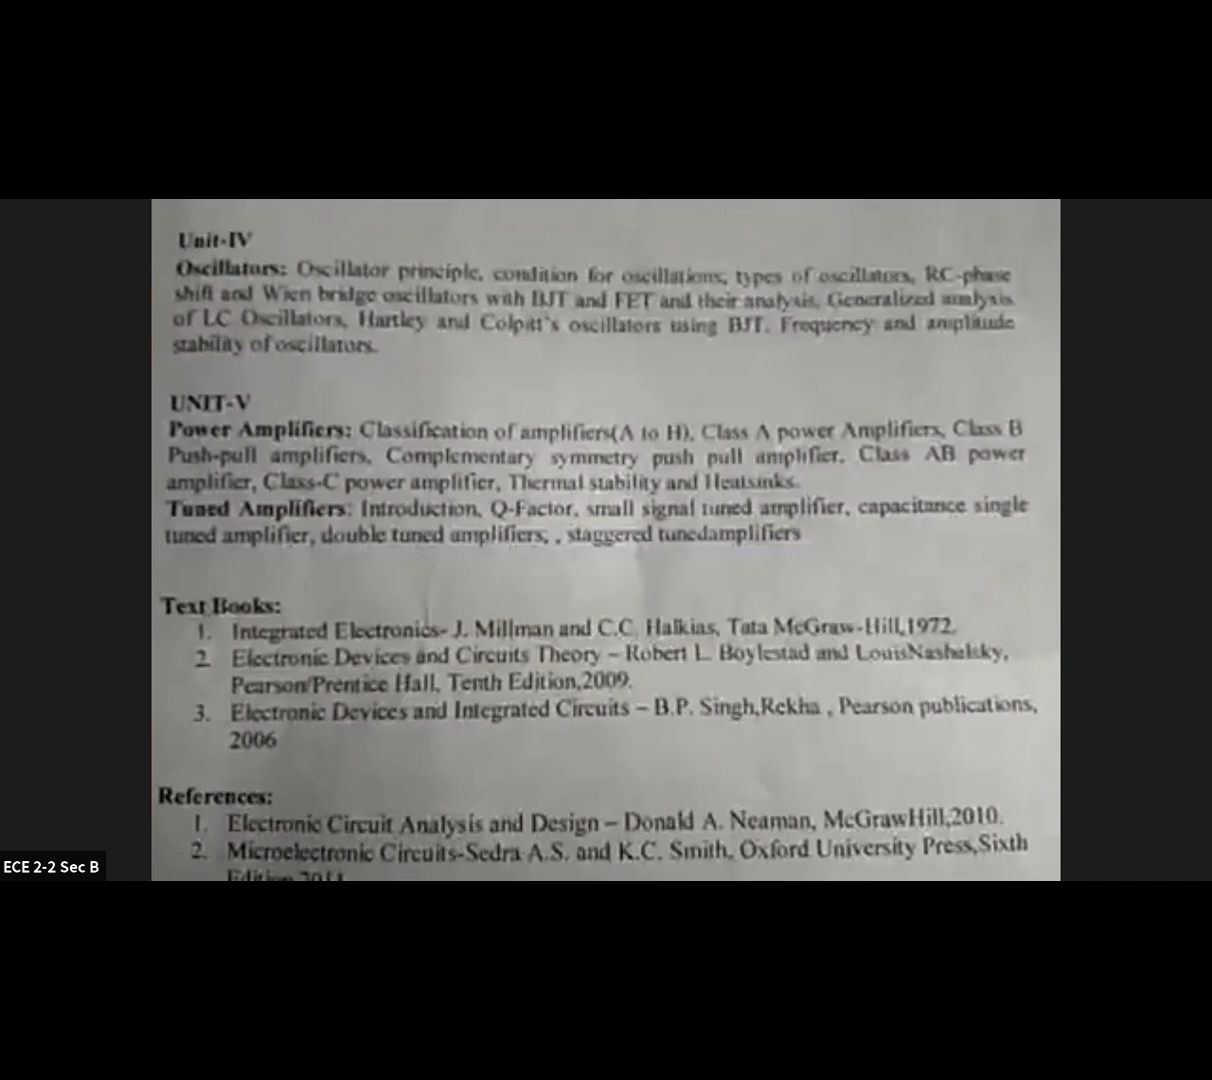 Unit-IV
Oscillators: Oscillator principle, condition for oscillations, types of oscillators, RC-phase
shift and Wien bridge oscillators with BJT and FET and their analysis, Generalized analysis
of LC Oscillators, Hartley and Colpitt's oscillators using BJT. Frequency and amplitude
stability of oscillators.
UNIT-V
Power Amplifiers: Classification of amplifiers(A to H), Class A power Amplifiers, Class B
Push-pull amplifiers, Complementary symmetry push pull amplifier, Class AB power
amplifier, Class-C power amplifier, Thermal stability and Heatsinks.
Tuned Amplifiers: Introduction, Q-Factor, small signal tuned amplifier, capacitance single
tuned amplifier, double tuned amplifiers, , staggered tunedamplifiers
Text Books:
1. Integrated Electronics- J. Millman and C.C. Halkias, Tata McGraw-Hill,1972.
2. Electronic Devices and Circuits Theory – Robert L. Boylestad and LouisNashelsky,
Pearson/Prentice Hall, Tenth Edition,2009.
3. Electronic Devices and Integrated Circuits – B.P. Singh,Rekha , Pearson publications,
2006
References:
1. Electronic Circuit Analysis and Design – Donald A. Neaman, McGrawHill,2010.
2. Microelectronic Circuits-Sedra A.S. and K.C. Smith, Oxford University Press,Sixth
ECE 2-2 Sec B
Edition